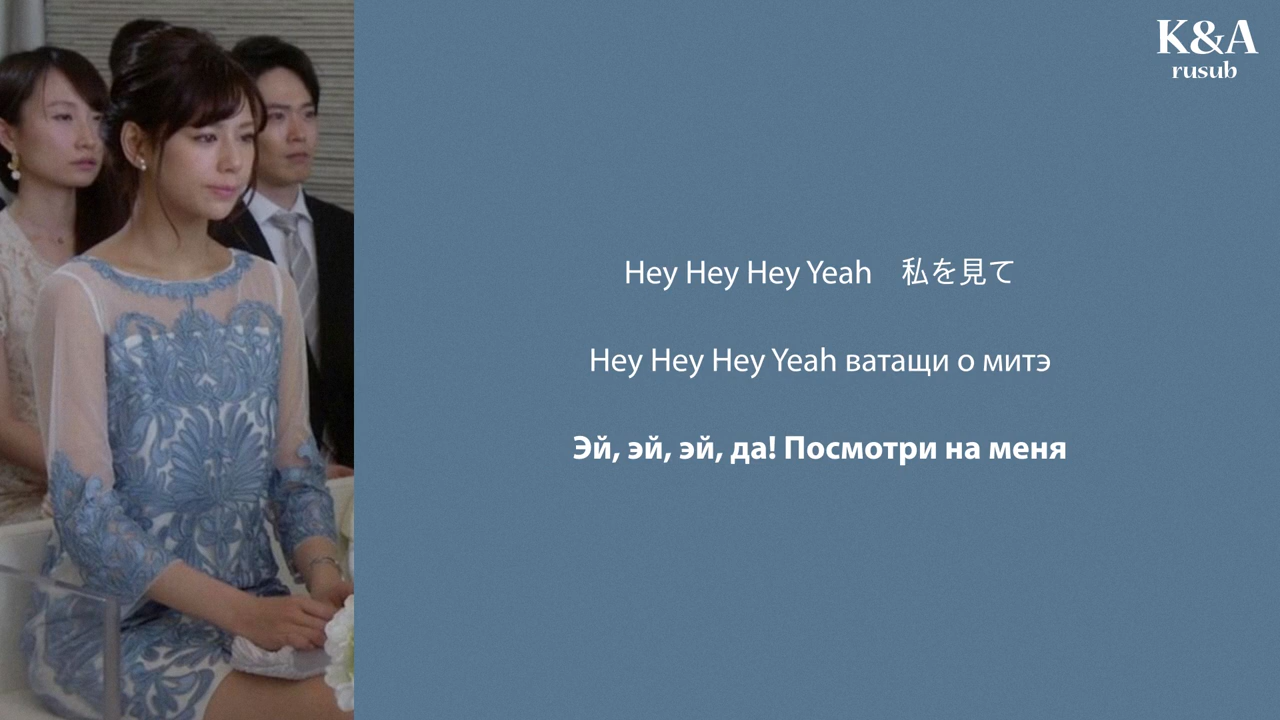 K&A
rusub
Hey Hey Hey Yeah　私を見て
Hey Hey Hey Yeah ватащи о митэ
Эй, эй, эй, да! Посмотри на меня